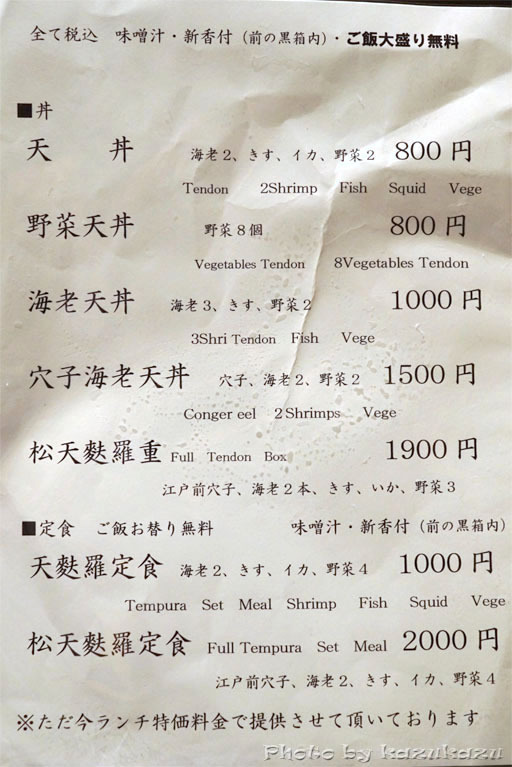 全て税込　味噌汁・新香付（前の黒箱内）・ご飯大盛り無料
■丼
天　　丼　海老2、きす、イカ、野菜2　800円
Tendon　2Shrimp　Fish　Squid　Vege
野菜天丼　野菜8個　800円
Vegetables Tendon　8Vegetables Tendon
海老天丼　海老3、きす、野菜2　1000円
3Shri Tendon　Fish　Vege
穴子海老天丼　穴子、海老2、野菜2　1500円
Conger eel　2Shrimps　Vege
松天麩羅重　Full　Tendon　Box　1900円
江戸前穴子、海老2本、きす、いか、野菜3
■定食　ご飯お替り無料　味噌汁・新香付（前の黒箱内）
天麩羅定食　海老2、きす、イカ、野菜4　1000円
Tempura　Set　Meal　Shrimp　Fish　Squid　Vege
松天麩羅定食　Full Tempura　Set　Meal　2000円
江戸前穴子、海老2、きす、イカ、野菜4
※ただ今ランチ特価料金で提供させて頂いております
Photo by kazukazu